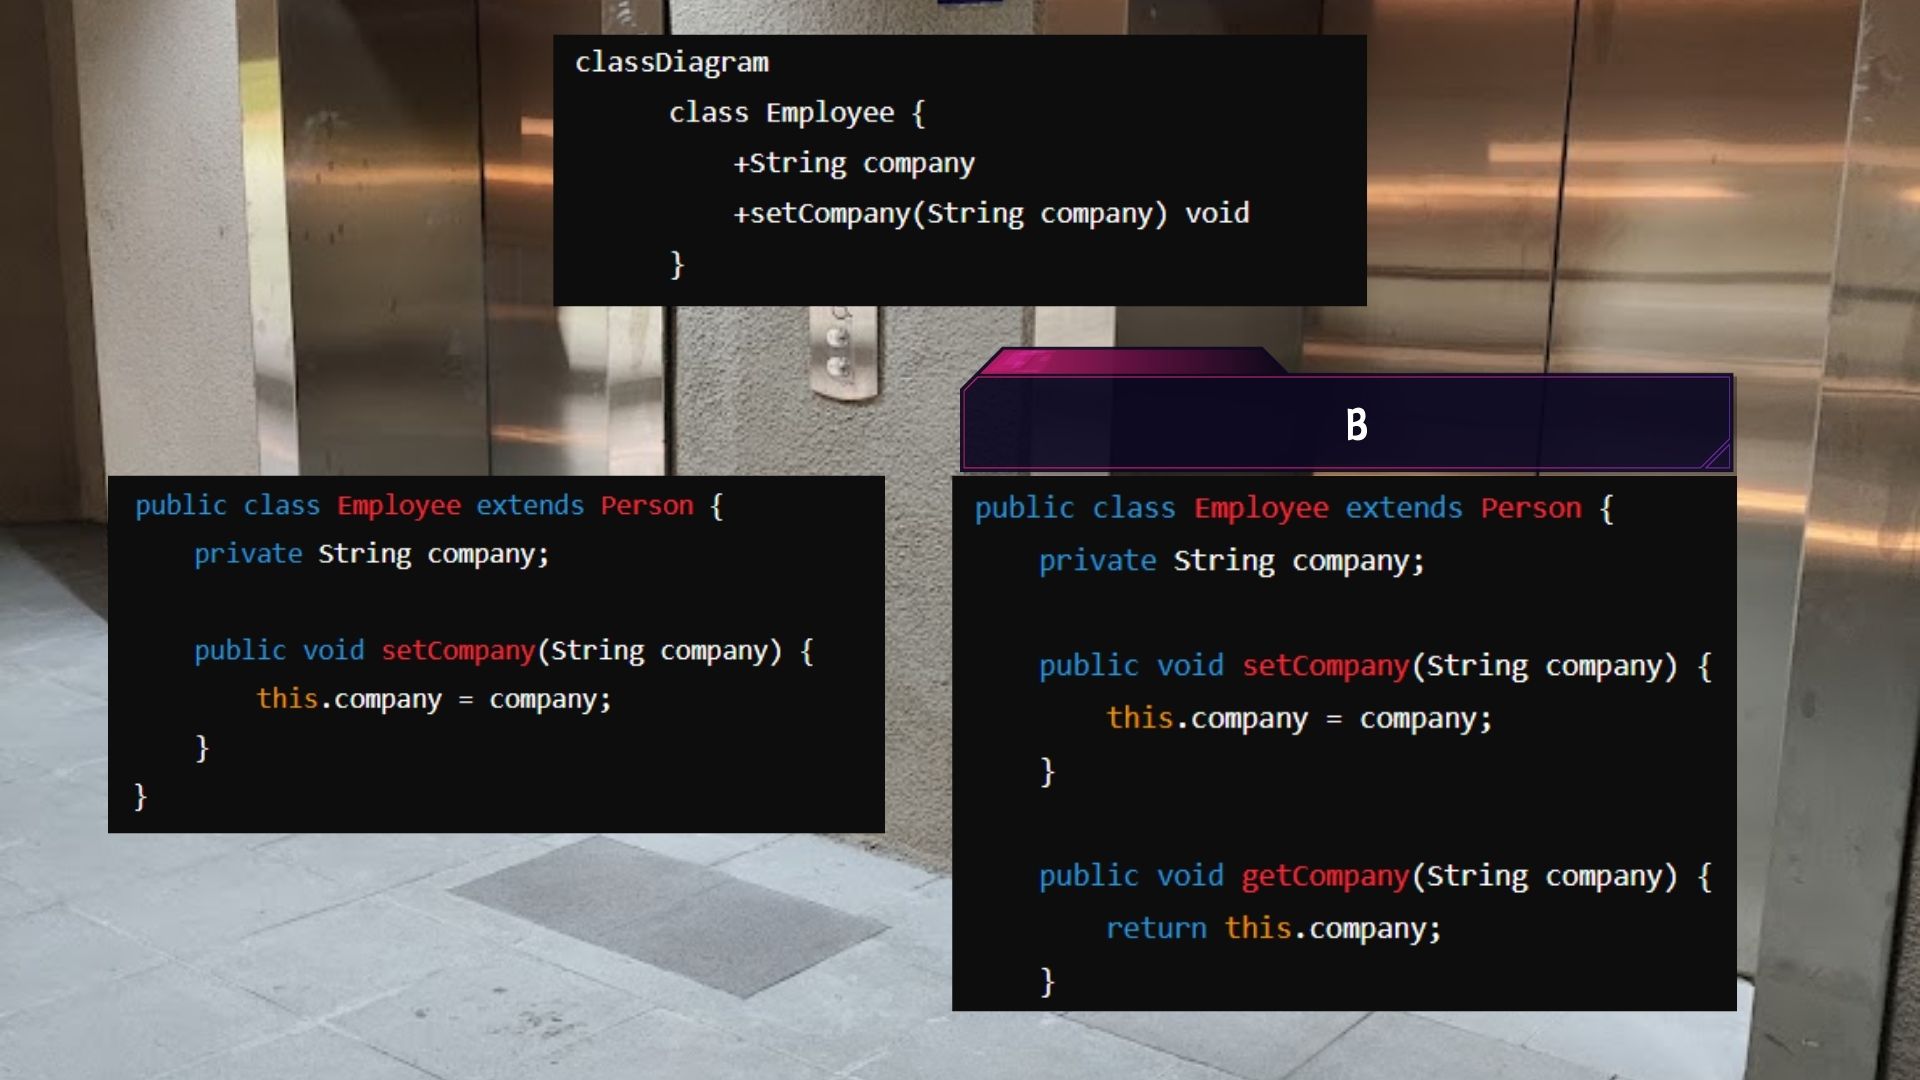 classDiagram
class Employee {
+String company
+setCompany(String company) void
}
B
public class Employee extends Person {
private String company;
public void setCompany(String company) {
this.company = company;
}
}
public class Employee extends Person {
private String company;
public void setCompany(String company) {
this.company = company;
}
public void getCompany(String company) {
return this.company;
}